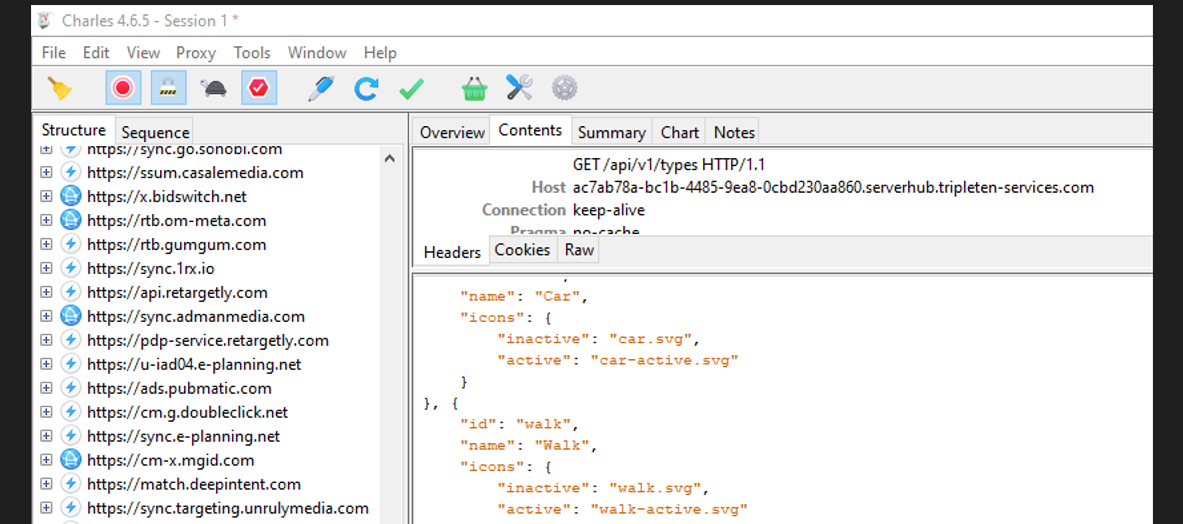 Charles 4.6.5 - Session 1 *
File Edit View Proxy Tools Window Help
Structure Sequence
https://sync.go.sonobi.com
https://ssum.casalemedia.com
https://x.bidswitch.net
https://rtb.om-meta.com
https://rtb.gumgum.com
https://sync.1rx.io
https://api.retargetly.com
https://sync.admanmedia.com
https://pdp-service.retargetly.com
https://u-iad04.e-planning.net
https://ads.pubmatic.com
https://cm.g.doubleclick.net
https://sync.e-planning.net
https://cm-x.mgid.com
https://match.deepintent.com
https://sync.targeting.unrulymedia.com
Overview Contents Summary Chart Notes
GET /api/v1/types HTTP/1.1
Host ac7ab78a-bc1b-4485-9ea8-0cbd230aa860.serverhub.tripleten-services.com
Connection keep-alive
Pragma no-cache
Headers Cookies Raw
"name": "Car",
"icons": {
"inactive": "car.svg",
"active": "car-active.svg"
}
}, {
"id": "walk",
"name": "Walk",
"icons": {
"inactive": "walk.svg",
"active": "walk-active.svg"